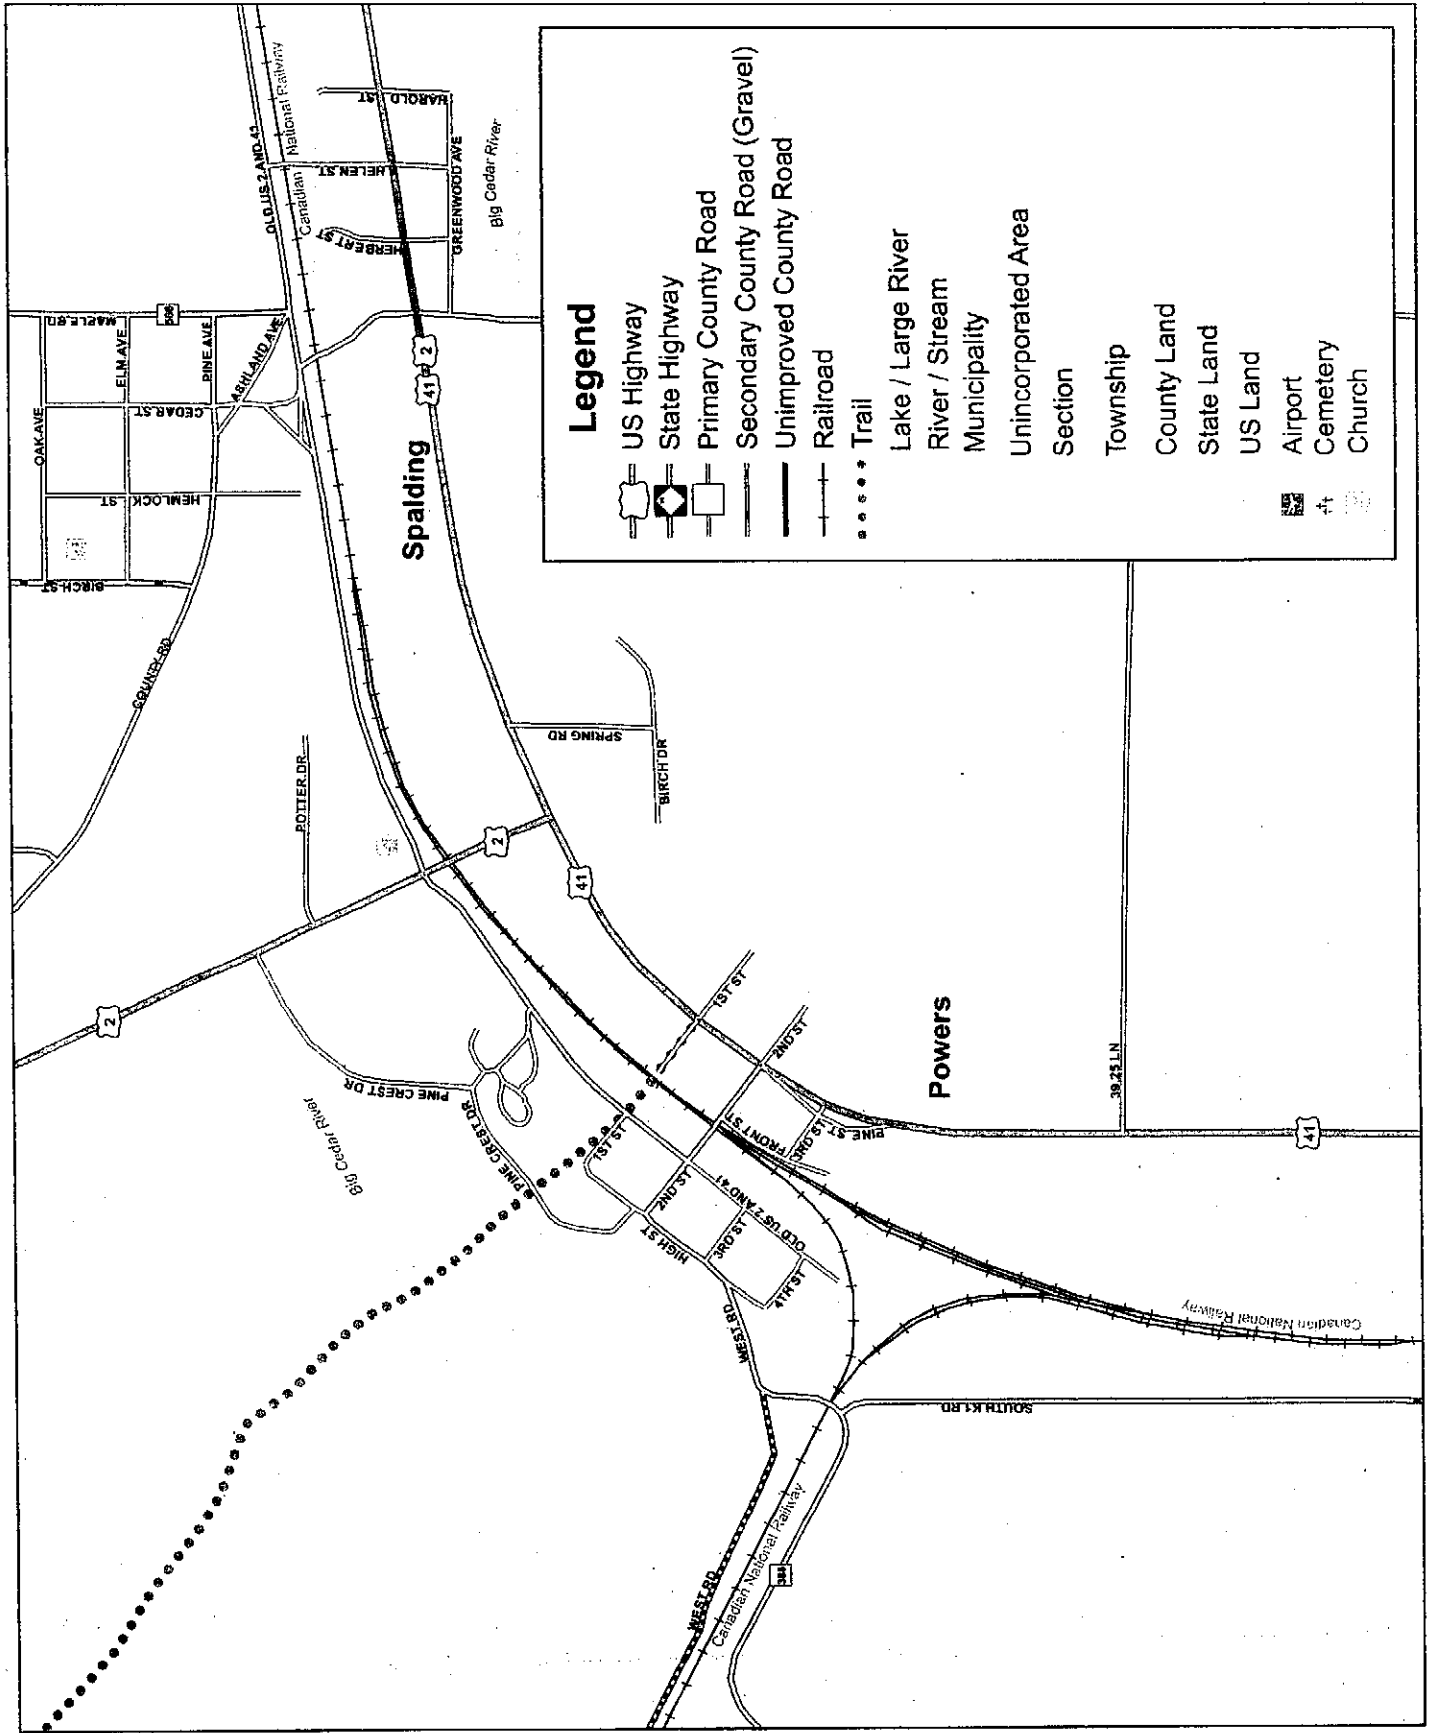 OLD US 2 AND 41
Canadian National Railway
HAROLD ST
HELEN ST
HERBERT ST
GREENWOOD AVE
Big Cedar River
MAPLE RD
OAK AVE
ELM AVE
PINE AVE
ASHLAND AVE
CEDAR ST
HEMLOCK ST
BIRCH ST
COUNTY RD
2
41
Spalding
POTTER DR
SPRING RD
BIRCH DR
2
41
2
PINE CREST DR
Big Cedar River
PINE CREST DR
1ST ST
2ND ST
1ST ST
2ND ST
3RD ST
4TH ST
HIGH ST
OLD US 2 AND 41
FRONT ST
3RD ST
PINE ST
Powers
39.25 LN
41
WEST RD
WEST RD
Canadian National Railway
SOUTH K1 RD
Canadian National Railway
Legend
US Highway
State Highway
Primary County Road
Secondary County Road (Gravel)
Unimproved County Road
Railroad
Trail
Lake / Large River
River / Stream
Municipality
Unincorporated Area
Section
Township
County Land
State Land
US Land
Airport
Cemetery
Church